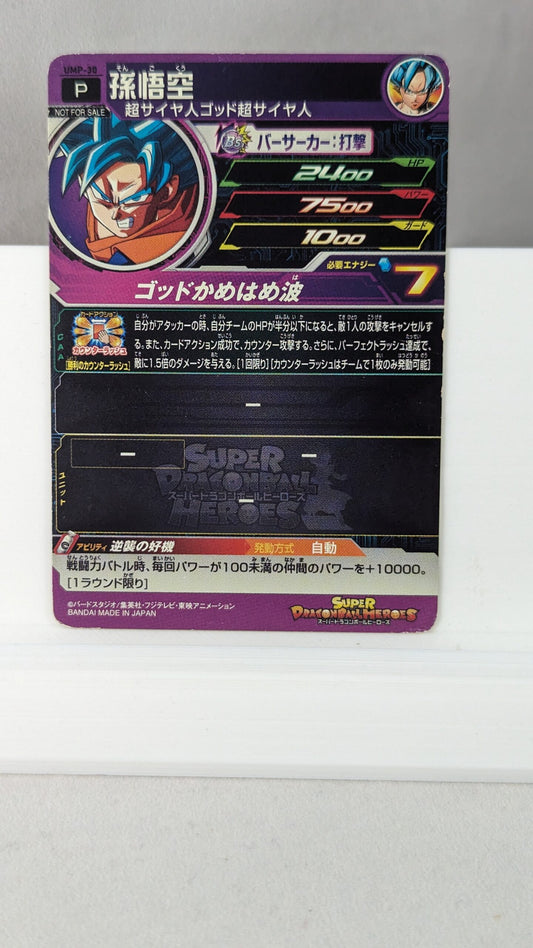 UMP-30
P
NOT FOR SALE
そん ご くう
孫悟空
超サイヤ人ゴッド超サイヤ人
BS バーサーカー：打撃
HP
2400
パワー
7500
ガード
1000
必要エナジー 7
は
ゴッドかめはめ波
CAA
カードアクション
カウンターラッシュ
[勝利のカウンターラッシュ]
自分がアタッカーの時、自分チームのHPが半分以下になると、敵1人の攻撃をキャンセルす
る。また、カードアクション成功で、カウンター攻撃する。さらに、パーフェクトラッシュ達成で、
敵に1.5倍のダメージを与える。[1回限り][カウンターラッシュはチームで1枚のみ発動可能]
ー
ユニット
ー ー
ー
SUPER
DRAGONBALL
スーパードラゴンボールヒーローズ
HEROES
アビリティ 逆襲の好機 発動方式 自動
戦闘力バトル時、毎回パワーが100未満の仲間のパワーを+10000。
[1ラウンド限り]
©バードスタジオ/集英社・フジテレビ・東映アニメーション
BANDAI MADE IN JAPAN
SUPER
DRAGONBALL HEROES
スーパードラゴンボールヒーローズ